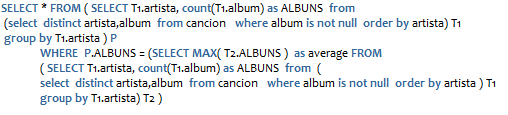 SELECT * FROM ( SELECT T1.artista, count(T1.album) as ALBUNS from
(select distinct artista,album from cancion where album is not null order by artista) T1
group by T1.artista ) P
WHERE P.ALBUNS = (SELECT MAX( T2.ALBUNS ) as average FROM
( SELECT T1.artista, count(T1.album) as ALBUNS from (
select distinct artista,album from cancion where album is not null order by artista ) T1
group by T1.artista) T2 )